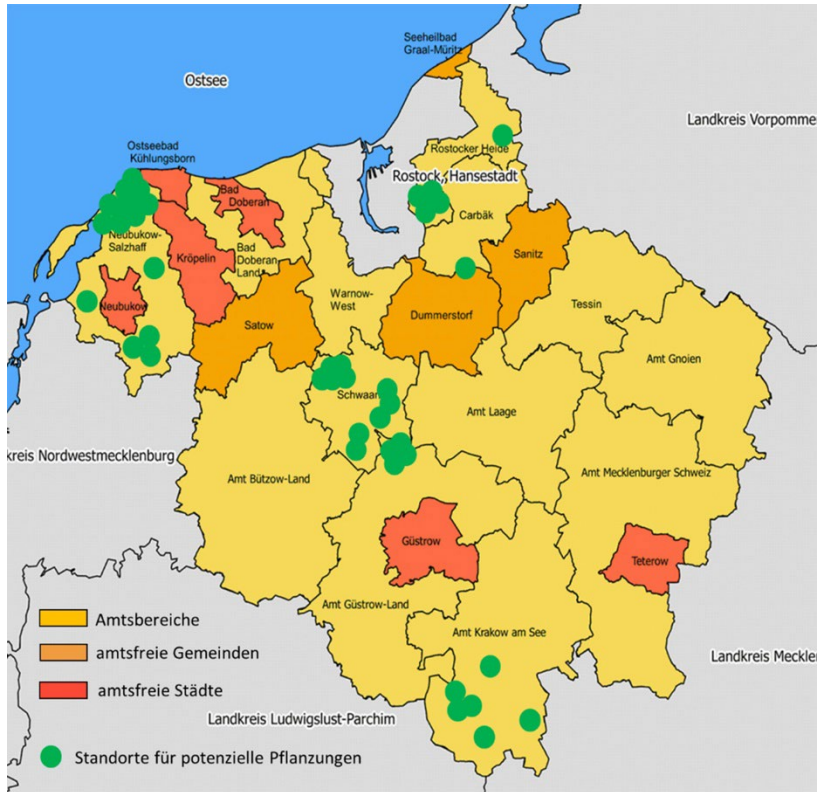 Seeheilbad
Graal-Müritz
Ostsee
Landkreis Vorpomme
Ostseebad
Kühlungsborn
Rostocker Heide
Rostock, Hansestadt
Bad
Doberan
Carbäk
Neubukow-
Salzhaff
Kröpelin
Bad
Doberan
Land
Sanitz
Warnow-
West
Tessin
Neubukow
Satow
Dummerstorf
Amt Gnoien
Schwaan
Amt Laage
kreis Nordwestmecklenburg
Amt Bützow-Land
Amt Mecklenburger Schweiz
Güstrow
Teterow
Amt Güstrow-Land
Amt Krakow am See
Amtsbereiche
amtsfreie Gemeinden
amtsfreie Städte
Landkreis Mecklen
Landkreis Ludwigslust-Parchim
Standorte für potenzielle Pflanzungen